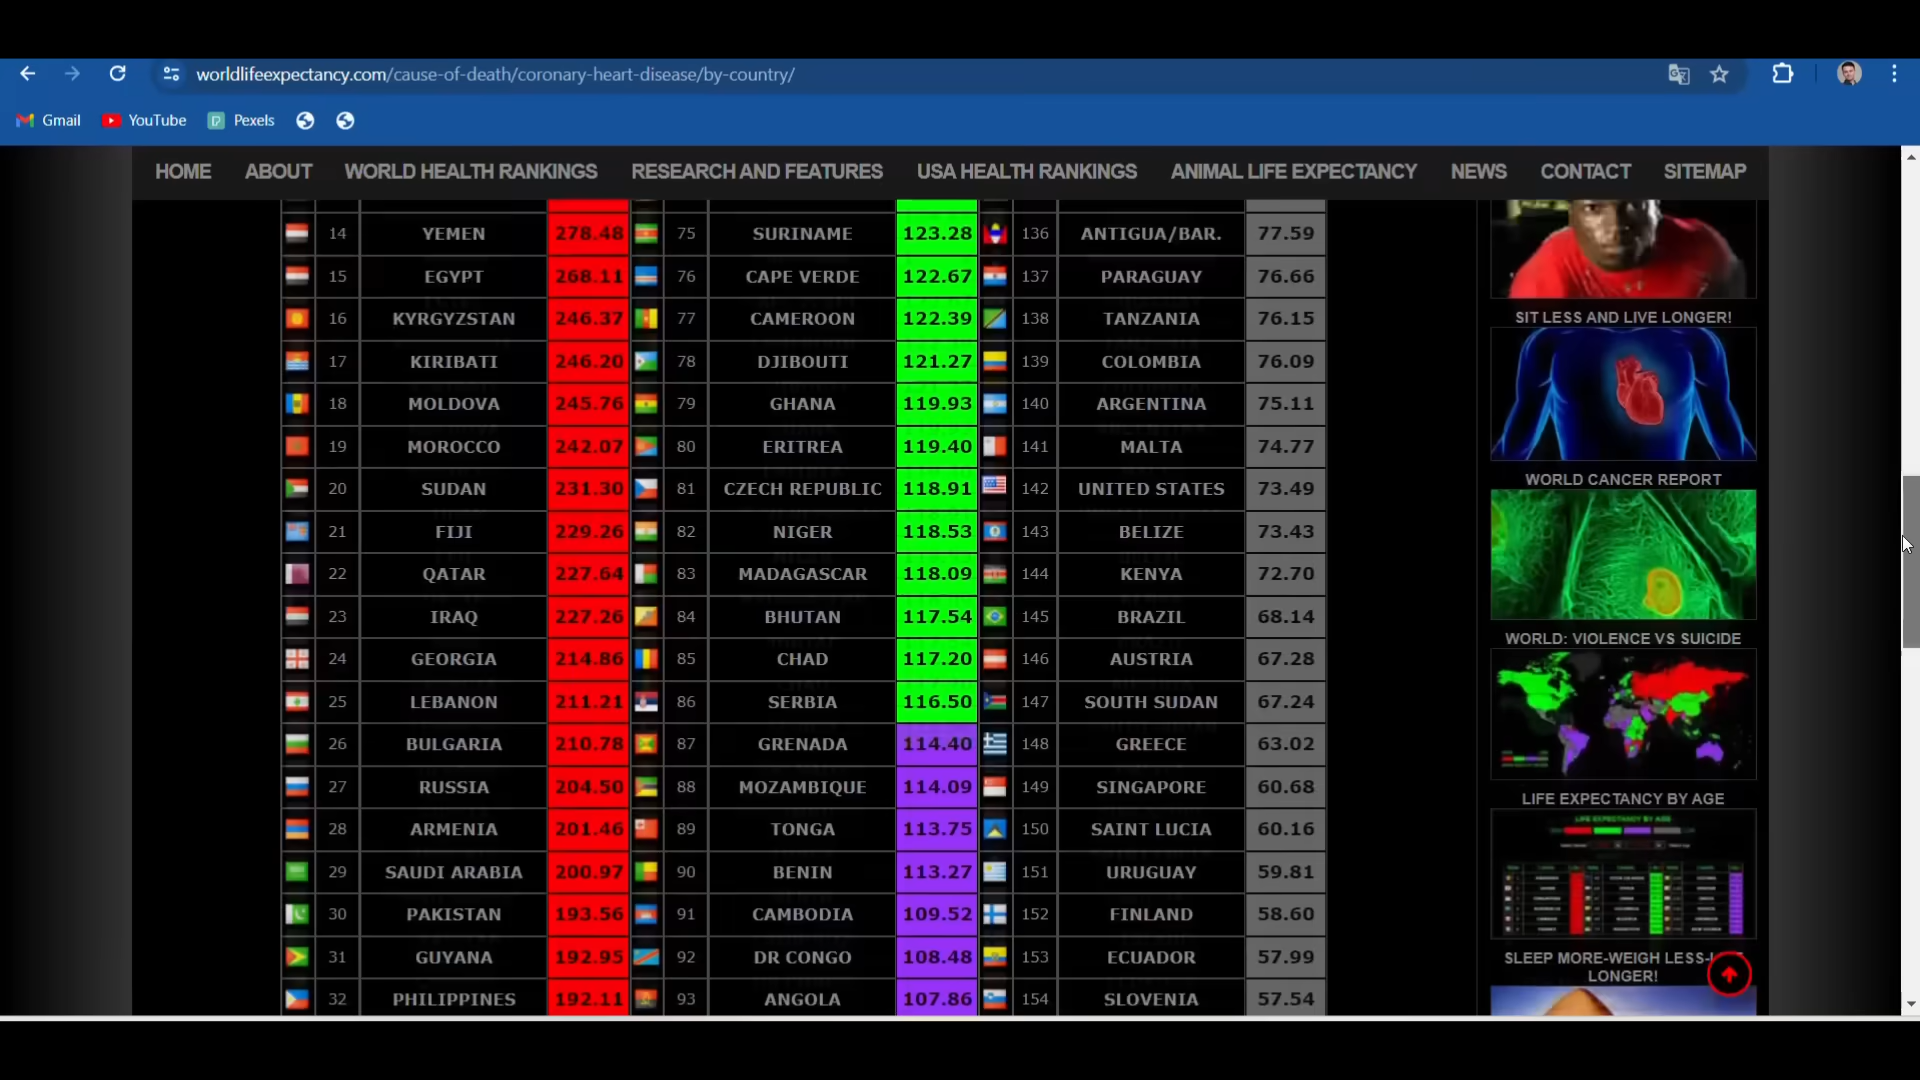 worldlifeexpectancy.com/cause-of-death/coronary-heart-disease/by-country/
Gmail YouTube Pexels
HOME ABOUT WORLD HEALTH RANKINGS RESEARCH AND FEATURES USA HEALTH RANKINGS ANIMAL LIFE EXPECTANCY NEWS CONTACT SITEMAP
14 YEMEN 278.48 75 SURINAME 123.28 136 ANTIGUA/BAR. 77.59
15 EGYPT 268.11 76 CAPE VERDE 122.67 137 PARAGUAY 76.66
16 KYRGYZSTAN 246.37 77 CAMEROON 122.39 138 TANZANIA 76.15
17 KIRIBATI 246.20 78 DJIBOUTI 121.27 139 COLOMBIA 76.09
18 MOLDOVA 245.76 79 GHANA 119.93 140 ARGENTINA 75.11
19 MOROCCO 242.07 80 ERITREA 119.40 141 MALTA 74.77
20 SUDAN 231.30 81 CZECH REPUBLIC 118.91 142 UNITED STATES 73.49
21 FIJI 229.26 82 NIGER 118.53 143 BELIZE 73.43
22 QATAR 227.64 83 MADAGASCAR 118.09 144 KENYA 72.70
23 IRAQ 227.26 84 BHUTAN 117.54 145 BRAZIL 68.14
24 GEORGIA 214.86 85 CHAD 117.20 146 AUSTRIA 67.28
25 LEBANON 211.21 86 SERBIA 116.50 147 SOUTH SUDAN 67.24
26 BULGARIA 210.78 87 GRENADA 114.40 148 GREECE 63.02
27 RUSSIA 204.50 88 MOZAMBIQUE 114.09 149 SINGAPORE 60.68
28 ARMENIA 201.46 89 TONGA 113.75 150 SAINT LUCIA 60.16
29 SAUDI ARABIA 200.97 90 BENIN 113.27 151 URUGUAY 59.81
30 PAKISTAN 193.56 91 CAMBODIA 109.52 152 FINLAND 58.60
31 GUYANA 192.95 92 DR CONGO 108.48 153 ECUADOR 57.99
32 PHILIPPINES 192.11 93 ANGOLA 107.86 154 SLOVENIA 57.54
SIT LESS AND LIVE LONGER!
WORLD CANCER REPORT
WORLD: VIOLENCE VS SUICIDE
LIFE EXPECTANCY BY AGE
LIFE EXPECTANCY BY AGE
SLEEP MORE-WEIGH LESS-
LONGER!